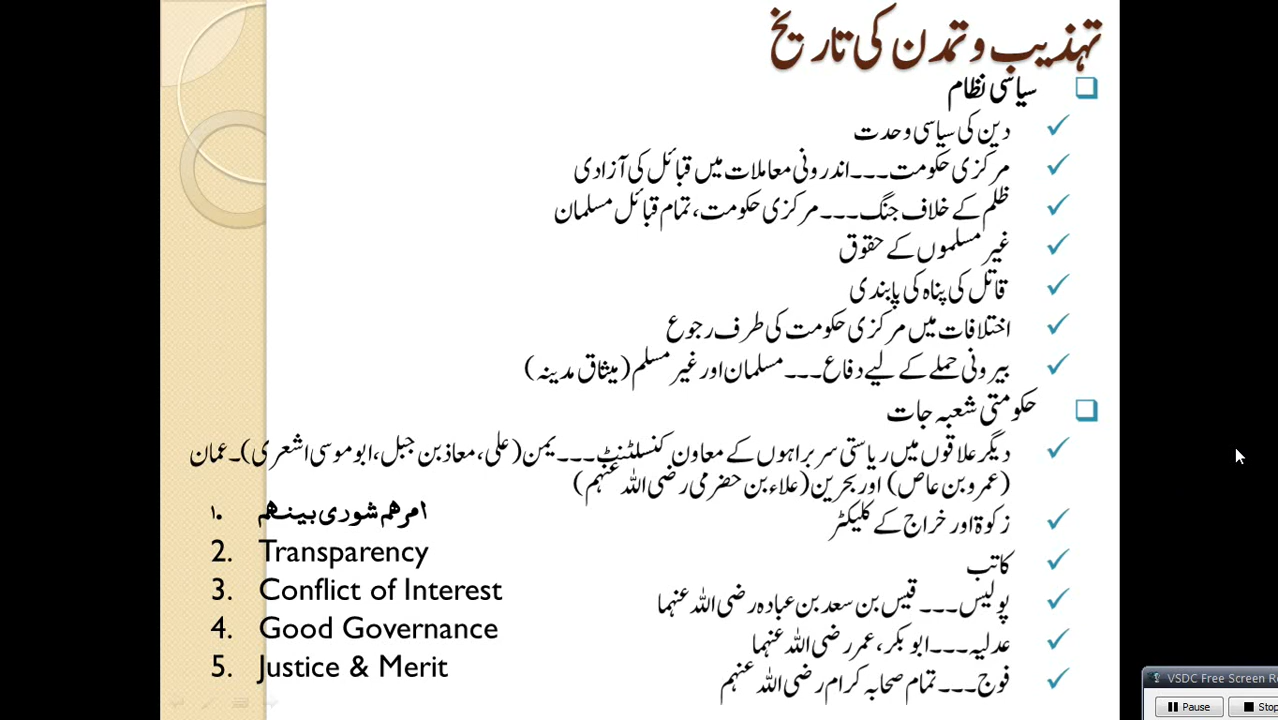 تہذیب و تمدن کی تاریخ
سیاسی نظام
دین کی سیاسی وحدت
مرکزی حکومت۔۔۔اندرونی معاملات میں قبائل کی آزادی
ظلم کے خلاف جنگ۔۔۔مرکزی حکومت، تمام قبائل مسلمان
غیر مسلموں کے حقوق
قاتل کی پناہ کی پابندی
اختلافات میں مرکزی حکومت کی طرف رجوع
بیرونی حملے کے لیے دفاع۔۔۔مسلمان اور غیر مسلم (میثاق مدینہ)
حکومتی شعبہ جات
دیگر علاقوں میں ریاستی سربراہوں کے معاون کنسلٹنٹ۔۔۔یمن (علی، معاذ بن جبل، ابو موسی اشعری)۔ عمان
(عمرو بن عاص) اور بحرین (علاء بن حضرمی رضی اللہ عنہم)
زکوۃ اور خراج کے کلیکٹر
کاتب
پولیس۔۔۔ قیس بن سعد بن عبادہ رضی اللہ عنہما
عدلیہ۔۔۔ابو بکر، عمر رضی اللہ عنہما
فوج۔۔۔تمام صحابہ کرام رضی اللہ عنہم
۱. امرهم شوری بینهم
2. Transparency
3. Conflict of Interest
4. Good Governance
5. Justice & Merit
VSDC Free Screen Re
Pause
Stop